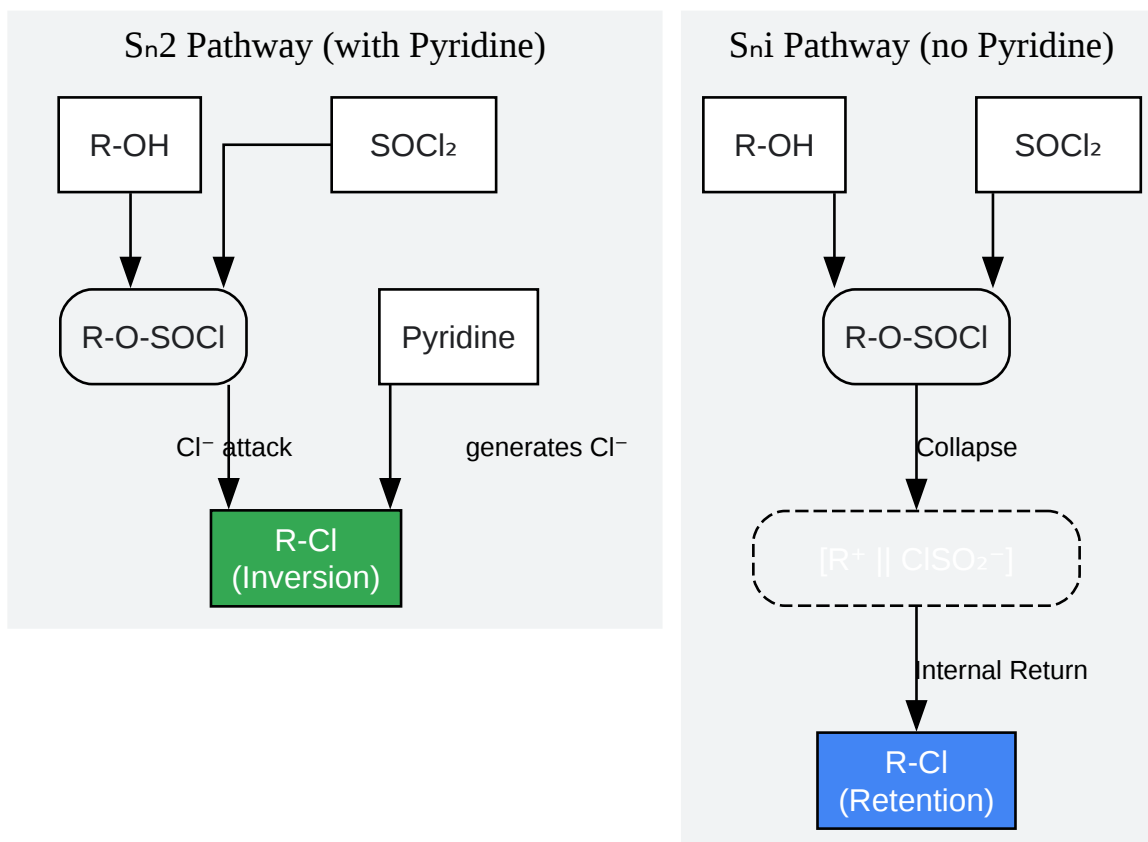 Sₙ2 Pathway (with Pyridine)
R-OH
SOCl₂
R-O-SOCl
Pyridine
Cl⁻ attack
generates Cl⁻
R-Cl
(Inversion)
Sₙi Pathway (no Pyridine)
R-OH
SOCl₂
R-O-SOCl
Collapse
[R⁺ || ClSO₂⁻]
Internal Return
R-Cl
(Retention)